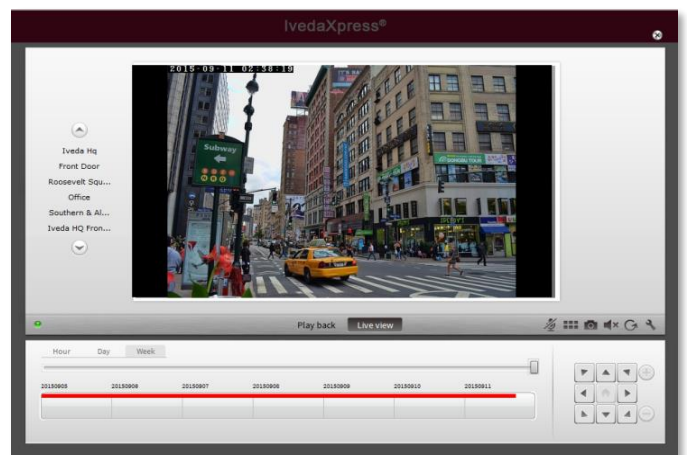 IvedaXpress®
2015-09-11 02:38:19
Subway
Iveda Hq
Front Door
Roosevelt Squ...
Office
Southern & Al...
Iveda HQ Fron...
Play back Live view
Hour Day Week
20150905 20150906 20150907 20150908 20150909 20150910 20150911